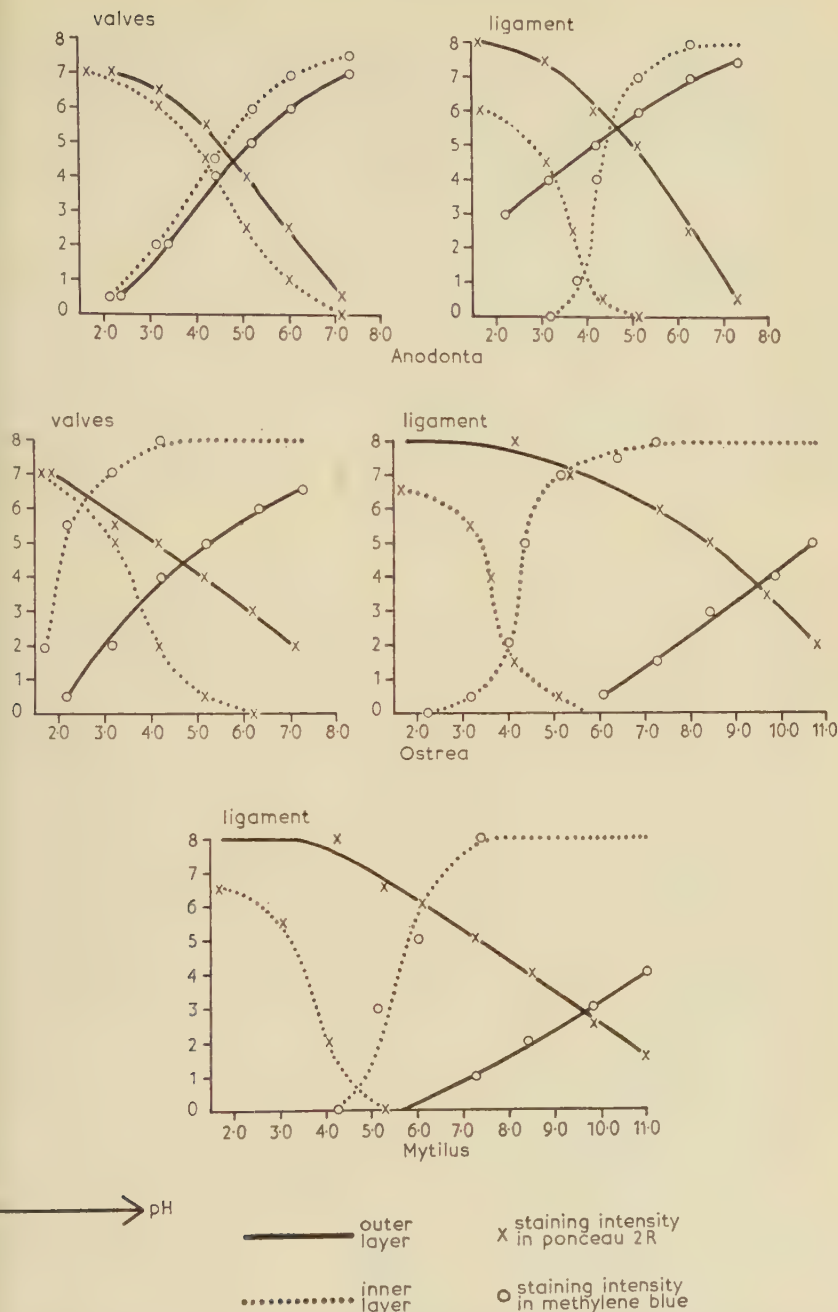 valves
8
7
6
5
4
3
2
1
0
2·0 3·0 4·0 5·0 6·0 7·0 8·0
ligament
8
7
6
5
4
3
2
1
0
2·0 3·0 4·0 5·0 6·0 7·0 8·0
Anodonta
valves
8
7
6
5
4
3
2
1
0
2·0 3·0 4·0 5·0 6·0 7·0 8·0
ligament
8
7
6
5
4
3
2
1
0
2·0 3·0 4·0 5·0 6·0 7·0 8·0 9·0 10·0 11·0
Ostrea
ligament
8
7
6
5
4
3
2
1
0
2·0 3·0 4·0 5·0 6·0 7·0 8·0 9·0 10·0 11·0
Mytilus
pH
outer
layer
x staining intensity
in ponceau 2R
inner
layer
o staining intensity
in methylene blue